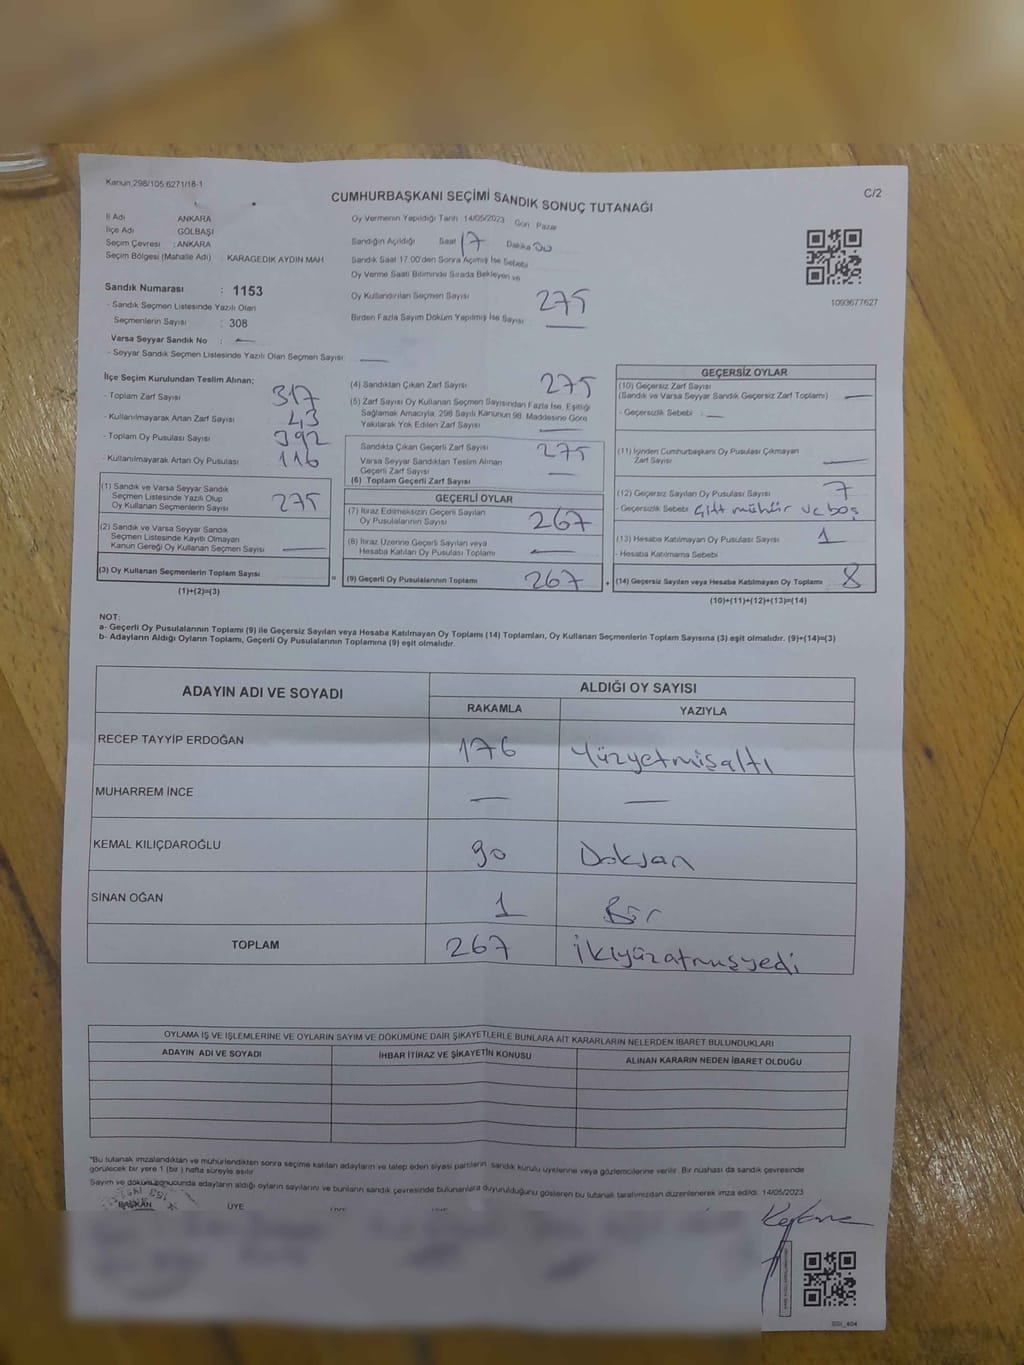 Kanun,298/105;6271/18-1
C/2
CUMHURBAŞKANI SEÇİMİ SANDIK SONUÇ TUTANAĞI
İl Adı ANKARA
İlçe Adı GÖLBAŞI
Seçim Çevresi : ANKARA
Seçim Bölgesi (Mahalle Adı) : KARAGEDİK AYDIN MAH
Sandık Numarası : 1153
- Sandık Seçmen Listesinde Yazılı Olan
Seçmenlerin Sayısı : 308
Varsa Seyyar Sandık No : —
- Seyyar Sandık Seçmen Listesinde Yazılı Olan Seçmen Sayısı: —
Oy Vermenin Yapıldığı Tarih :14/05/2023 Gün : Pazar
Sandığın Açıldığı Saat 17 Dakika 00
Sandık Saat 17.00'den Sonra Açılmış İse Sebebi
Oy Verme Saati Bitiminde Sırada Bekleyen ve
Oy Kullandırılan Seçmen Sayısı 275
Birden Fazla Sayım Döküm Yapılmış İse Sayısı —
1093677627
İlçe Seçim Kurulundan Teslim Alınan;
- Toplam Zarf Sayısı 317
- Kullanılmayarak Artan Zarf Sayısı 43
- Toplam Oy Pusulası Sayısı 392
- Kullanılmayarak Artan Oy Pusulası 116
(1) Sandık ve Varsa Seyyar Sandık
Seçmen Listesinde Yazılı Olup
Oy Kullanan Seçmenlerin Sayısı 275
(2) Sandık ve Varsa Seyyar Sandık
Seçmen Listesinde Kayıtlı Olmayan
Kanun Gereği Oy Kullanan Seçmen Sayısı —
(3) Oy Kullanan Seçmenlerin Toplam Sayısı
(1)+(2)=(3)
=
(4) Sandıktan Çıkan Zarf Sayısı 275
(5) Zarf Sayısı Oy Kullanan Seçmen Sayısından Fazla İse, Eşitliği
Sağlamak Amacıyla, 298 Sayılı Kanunun 98. Maddesine Göre
Yakılarak Yok Edilen Zarf Sayısı —
Sandıkta Çıkan Geçerli Zarf Sayısı 275
Varsa Seyyar Sandıktan Teslim Alınan
Geçerli Zarf Sayısı —
(6) Toplam Geçerli Zarf Sayısı
GEÇERLİ OYLAR
(7) İtiraz Edilmeksizin Geçerli Sayılan
Oy Pusulalarının Sayısı 267
(8) İtiraz Üzerine Geçerli Sayılan veya
Hesaba Katılan Oy Pusulası Toplamı —
(9) Geçerli Oy Pusulalarının Toplamı 267
+
GEÇERSİZ OYLAR
(10) Geçersiz Zarf Sayısı
(Sandık ve Varsa Seyyar Sandık Geçersiz Zarf Toplamı) —
- Geçersizlik Sebebi : —
(11) İçinden Cumhurbaşkanı Oy Pusulası Çıkmayan
Zarf Sayısı —
(12) Geçersiz Sayılan Oy Pusulası Sayısı 7
- Geçersizlik Sebebi Çift mühür ve boş
(13) Hesaba Katılmayan Oy Pusulası Sayısı 1
- Hesaba Katılmama Sebebi
(14) Geçersiz Sayılan veya Hesaba Katılmayan Oy Toplamı 8
(10)+(11)+(12)+(13)=(14)
NOT:
a- Geçerli Oy Pusulalarının Toplamı (9) ile Geçersiz Sayılan veya Hesaba Katılmayan Oy Toplamı (14) Toplamları, Oy Kullanan Seçmenlerin Toplam Sayısına (3) eşit olmalıdır. (9)+(14)=(3)
b- Adayların Aldığı Oyların Toplamı, Geçerli Oy Pusulalarının Toplamına (9) eşit olmalıdır.
ADAYIN ADI VE SOYADI ALDIĞI OY SAYISI
RAKAMLA YAZIYLA
RECEP TAYYİP ERDOĞAN 176 Yüzyetmişaltı
MUHARREM İNCE — —
KEMAL KILIÇDAROĞLU 90 Doksan
SİNAN OĞAN 1 Bir
TOPLAM 267 İkiyüzatmışyedi
OYLAMA İŞ VE İŞLEMLERİNE VE OYLARIN SAYIM VE DÖKÜMÜNE DAİR ŞİKAYETLERLE BUNLARA AİT KARARLARIN NELERDEN İBARET BULUNDUKLARI
ADAYIN ADI VE SOYADI İHBAR İTİRAZ VE ŞİKAYETİN KONUSU ALINAN KARARIN NEDEN İBARET OLDUĞU
*Bu tutanak imzalandıktan ve mühürlendikten sonra seçime katılan adayların ve talep eden siyasi partilerin sandık kurulu üyelerine veya gözlemcilerine verilir. Bir nüshası da sandık çevresinde
görülecek bir yere 1 (bir) hafta süreyle asılır
Sayım ve dökümü sonucunda adayların aldığı oyların sayılarını ve bunların sandık çevresinde bulunanlara duyurulduğunu gösteren bu tutanak tarafımızdan düzenlenerek imza edildi. 14/05/2023
BAŞKAN ÜYE